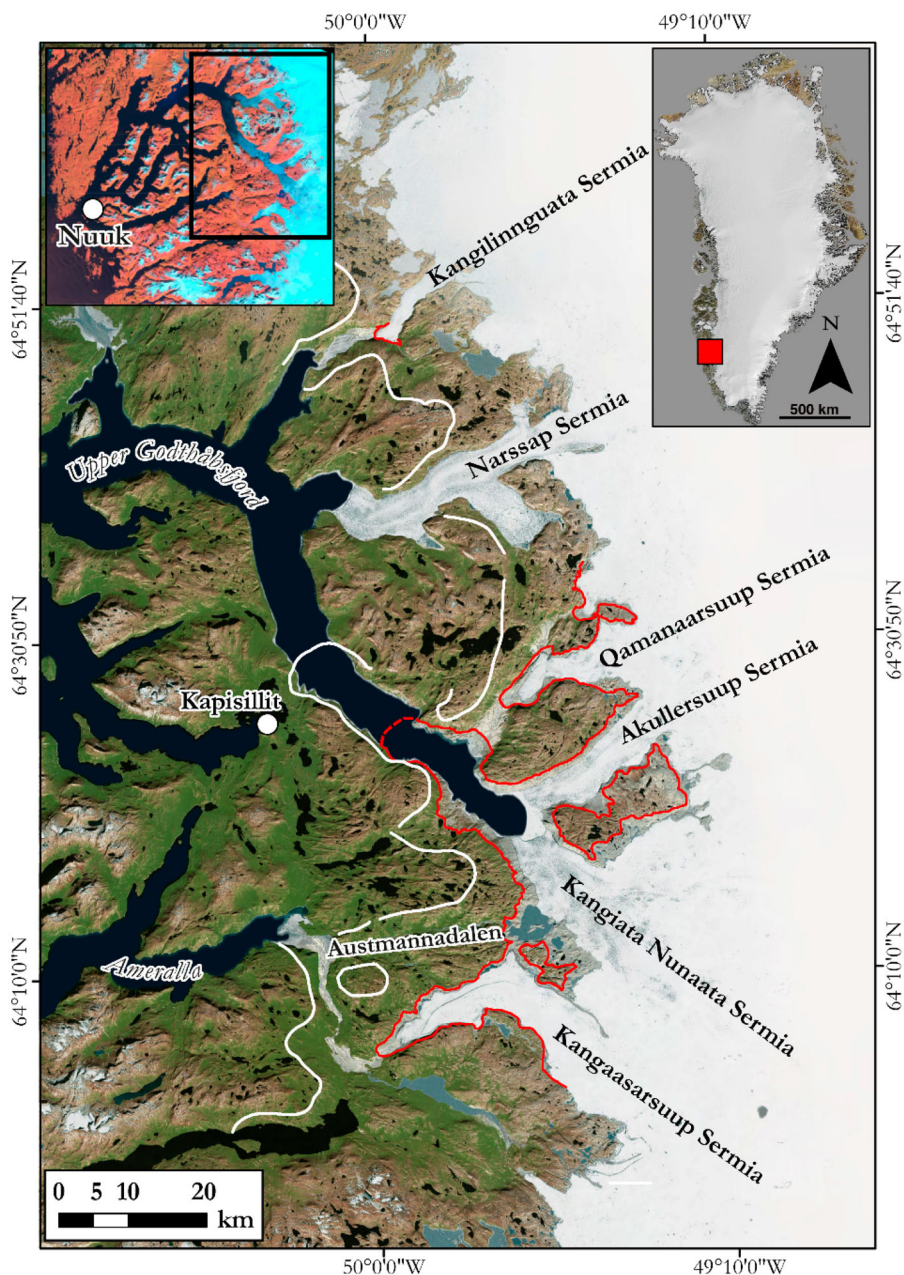 50°0'0"W
49°10'0"W
Nuuk
N
500 km
Kangilinnguata Sermia
64°51'40"N
64°51'40"N
Narssap Sermia
Upper Godthåbsfjord
Qamanaarsuup Sermia
64°30'50"N
64°30'50"N
Akullersuup Sermia
Kapisillit
Kangiata Nunaata Sermia
Austmannadalen
Ameralla
64°10'0"N
64°10'0"N
Kangaasarsuup Sermia
0 5 10 20
km
50°0'0"W
49°10'0"W